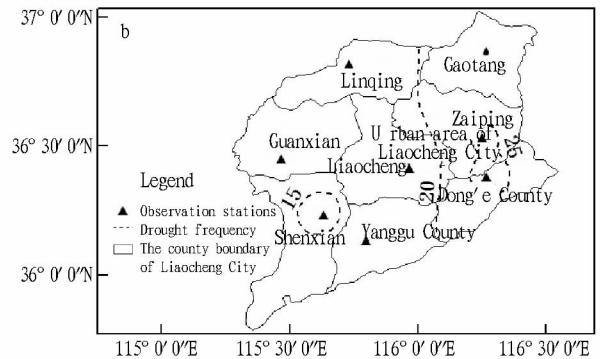 37° 0′ 0″N
b
Gaotang
Linqing
Zaiping
36° 30′ 0″N
Guanxian
U rban area of
25
Liaocheng City
Liaocheng
Legend
15
20
Dong'e County
Observation stations
Drought frequency
Shenxian
Yanggu County
The county boundary
of Liaocheng City
36° 0′ 0″N
115° 0′ 0″E
115° 30′ 0″E
116° 0′ 0″E
116° 30′ 0″E